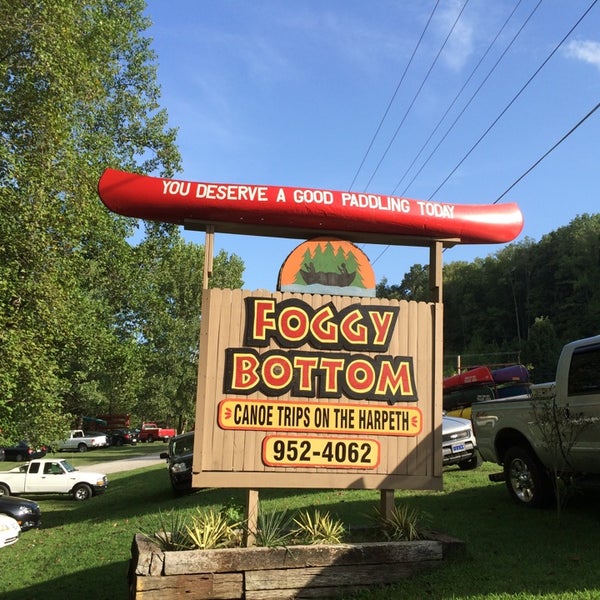 YOU DESERVE A GOOD PADDLING TODAY
FOGGY
BOTTOM
CANOE TRIPS ON THE HARPETH
952-4062